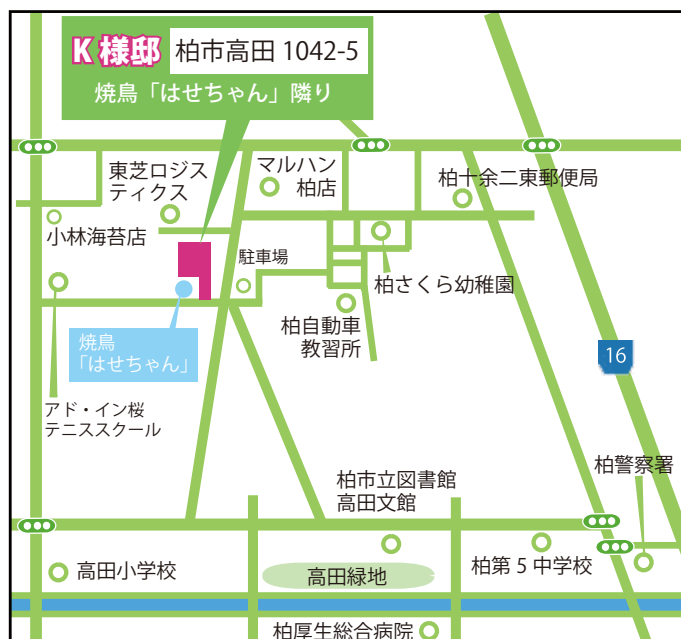 K 様邸 柏市高田 1042-5
焼鳥「はせちゃん」隣り
東芝ロジス
ティクス
マルハン
柏店
柏十余二東郵便局
小林海苔店
駐車場
柏さくら幼稚園
焼鳥
「はせちゃん」
柏自動車
教習所
16
アド・イン桜
テニススクール
柏市立図書館
高田文館
柏警察署
高田小学校
高田緑地
柏第 5 中学校
柏厚生総合病院